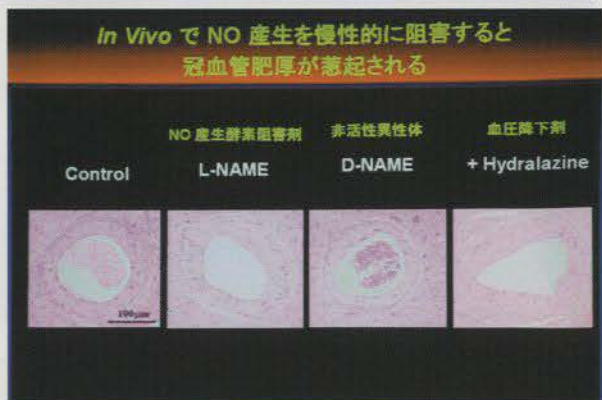 In Vivo で NO 産生を慢性的に阻害すると
冠血管肥厚が惹起される
NO 産生酵素阻害剤
非活性異性体
血圧降下剤
Control
L-NAME
D-NAME
+ Hydralazine
100μm